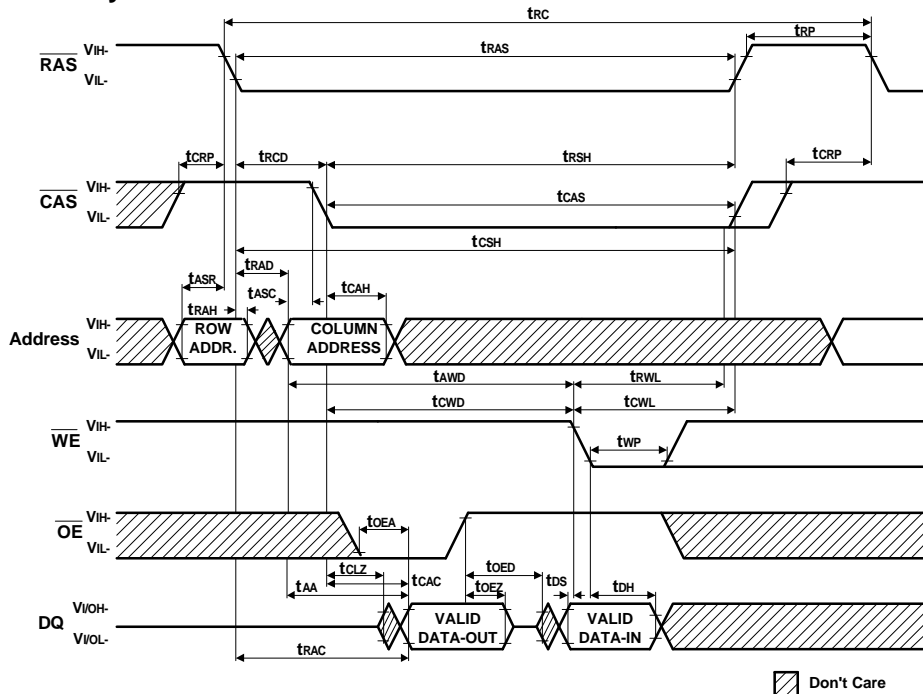 tRC
tRP
tRAS
RAS
VIH-
VIL-
tCRP
tRCD
tRSH
tCRP
CAS
VIH-
VIL-
tCAS
tCSH
tRAD
tASR
tASC
tCAH
tRAH
Address
VIH-
VIL-
ROW
ADDR.
COLUMN
ADDRESS
tAWD
tRWL
tCWD
tCWL
WE
VIH-
VIL-
tWP
OE
VIH-
VIL-
tOEA
tCLZ
tCAC
tOED
tAA
tOEZ
tDS
tDH
DQ
VI/OH-
VI/OL-
VALID
DATA-OUT
VALID
DATA-IN
tRAC
Don't Care